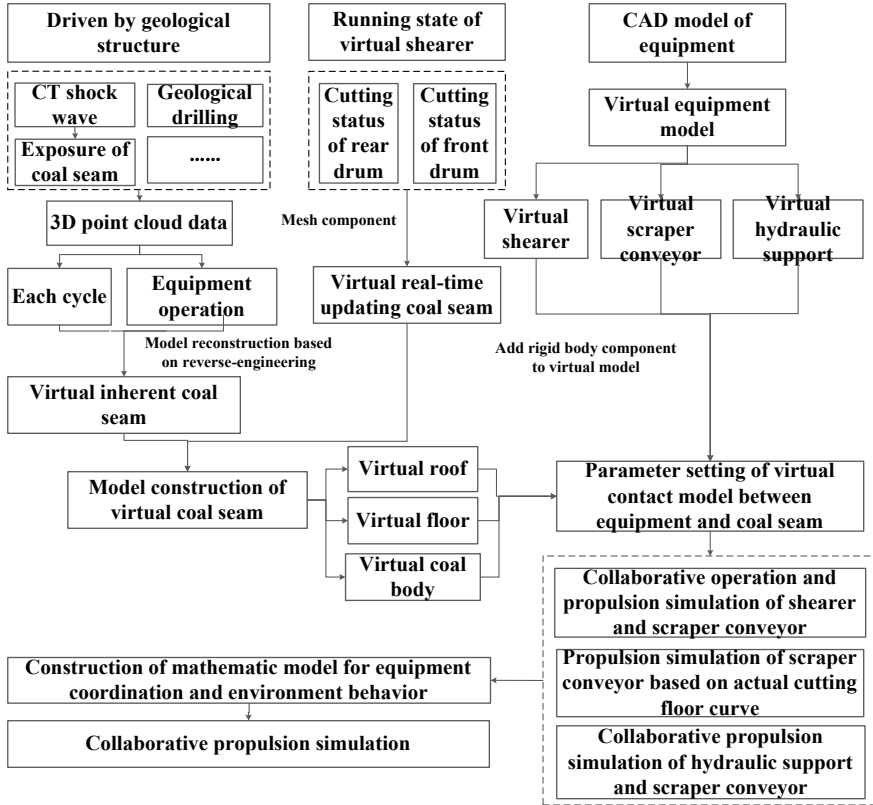 Driven by geological
structure
Running state of
virtual shearer
CAD model of
equipment
CT shock
wave
Geological
drilling
Exposure of
coal seam
......
Cutting
status
of rear
drum
Cutting
status
of front
drum
Virtual equipment
model
3D point cloud data
Mesh component
Virtual
shearer
Virtual
scraper
conveyor
Virtual
hydraulic
support
Each cycle
Equipment
operation
Virtual real-time
updating coal seam
Model reconstruction based
on reverse-engineering
Add rigid body component
to virtual model
Virtual inherent coal
seam
Model construction of
virtual coal seam
Virtual roof
Virtual floor
Virtual coal
body
Parameter setting of virtual
contact model between
equipment and coal seam
Collaborative operation and
propulsion simulation of shearer
and scraper conveyor
Propulsion simulation of scraper
conveyor based on actual cutting
floor curve
Collaborative propulsion
simulation of hydraulic support
and scraper conveyor
Construction of mathematic model for equipment
coordination and environment behavior
Collaborative propulsion simulation